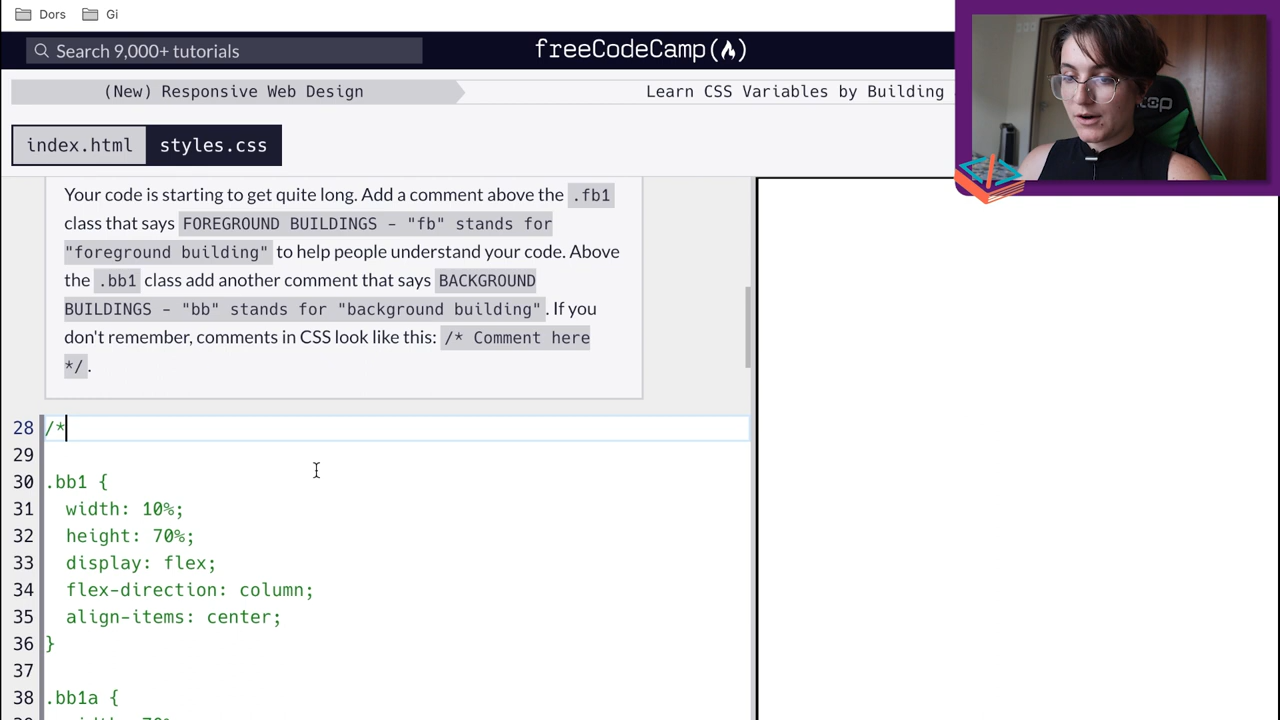 Dors Gi
Search 9,000+ tutorials
freeCodeCamp(🔥)
(New) Responsive Web Design
Learn CSS Variables by Building
index.html styles.css
Your code is starting to get quite long. Add a comment above the .fb1
class that says FOREGROUND BUILDINGS - "fb" stands for
"foreground building" to help people understand your code. Above
the .bb1 class add another comment that says BACKGROUND
BUILDINGS - "bb" stands for "background building". If you
don't remember, comments in CSS look like this: /* Comment here
*/.
28 /*
29
30 .bb1 {
31 width: 10%;
32 height: 70%;
33 display: flex;
34 flex-direction: column;
35 align-items: center;
36 }
37
38 .bb1a {